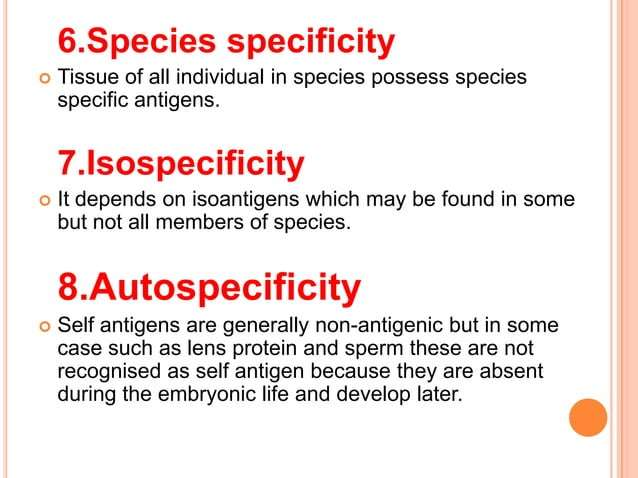 6.Species specificity
Tissue of all individual in species possess species
specific antigens.
7.Isospecificity
It depends on isoantigens which may be found in some
but not all members of species.
8.Autospecificity
Self antigens are generally non-antigenic but in some
case such as lens protein and sperm these are not
recognised as self antigen because they are absent
during the embryonic life and develop later.